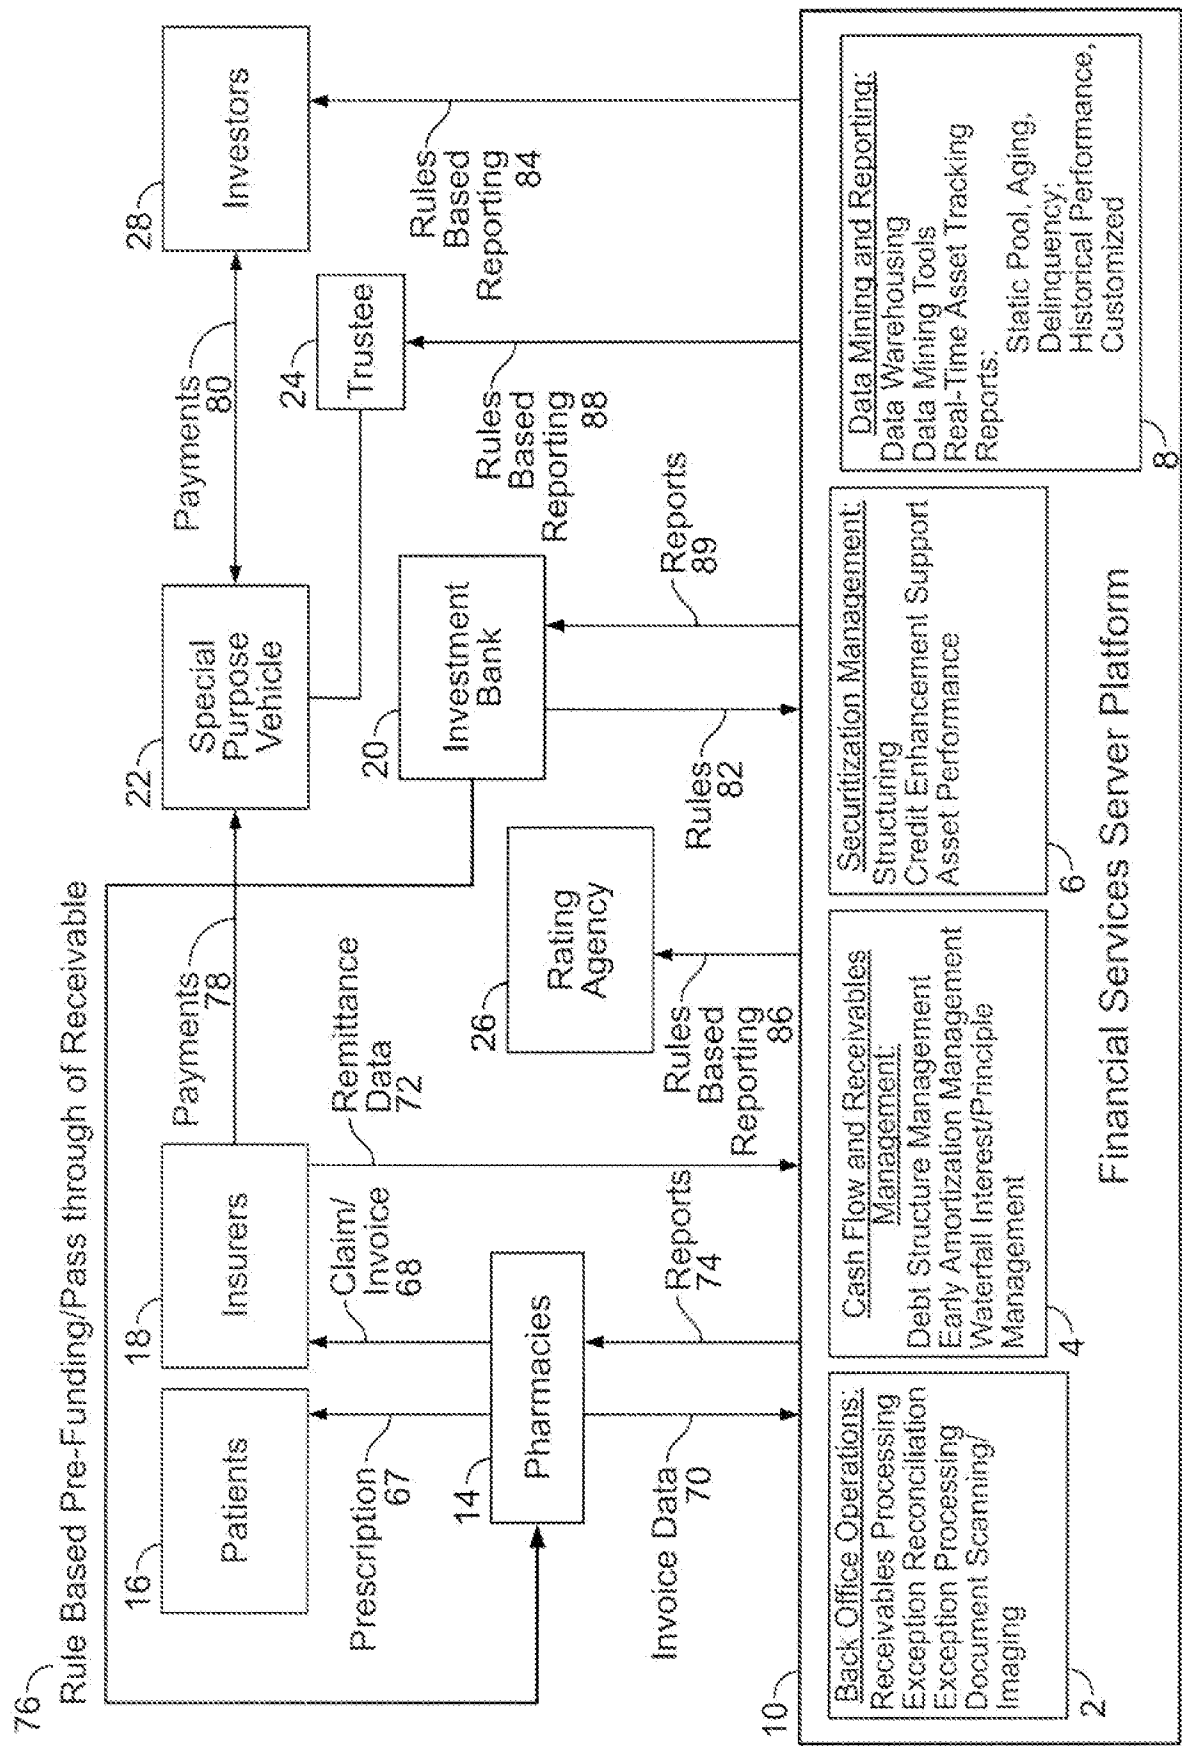 76
Rule Based Pre-Funding/Pass through of Receivable
16
Patients
18
Insurers
Payments
78
22
Special
Purpose
Vehicle
Payments
80
28
Investors
Prescription
67
Claim/
Invoice
68
Remittance
Data
72
24
Trustee
14
Pharmacies
26
Rating
Agency
20
Investment
Bank
Invoice Data
70
Reports
74
Rules
Based
Reporting
86
Rules
82
Reports
89
Rules
Based
Reporting
88
Rules
Based
Reporting
84
10
Back Office Operations:
Receivables Processing
Exception Reconciliation
Exception Processing
Document Scanning/
Imaging
2
Cash Flow and Receivables
Management:
Debt Structure Management
Early Amortization Management
Waterfall Interest/Principle
Management
4
Securitization Management:
Structuring
Credit Enhancement Support
Asset Performance
6
Data Mining and Reporting:
Data Warehousing
Data Mining Tools
Real-Time Asset Tracking
Reports:
Static Pool, Aging,
Delinquency;
Historical Performance,
Customized
8
Financial Services Server Platform